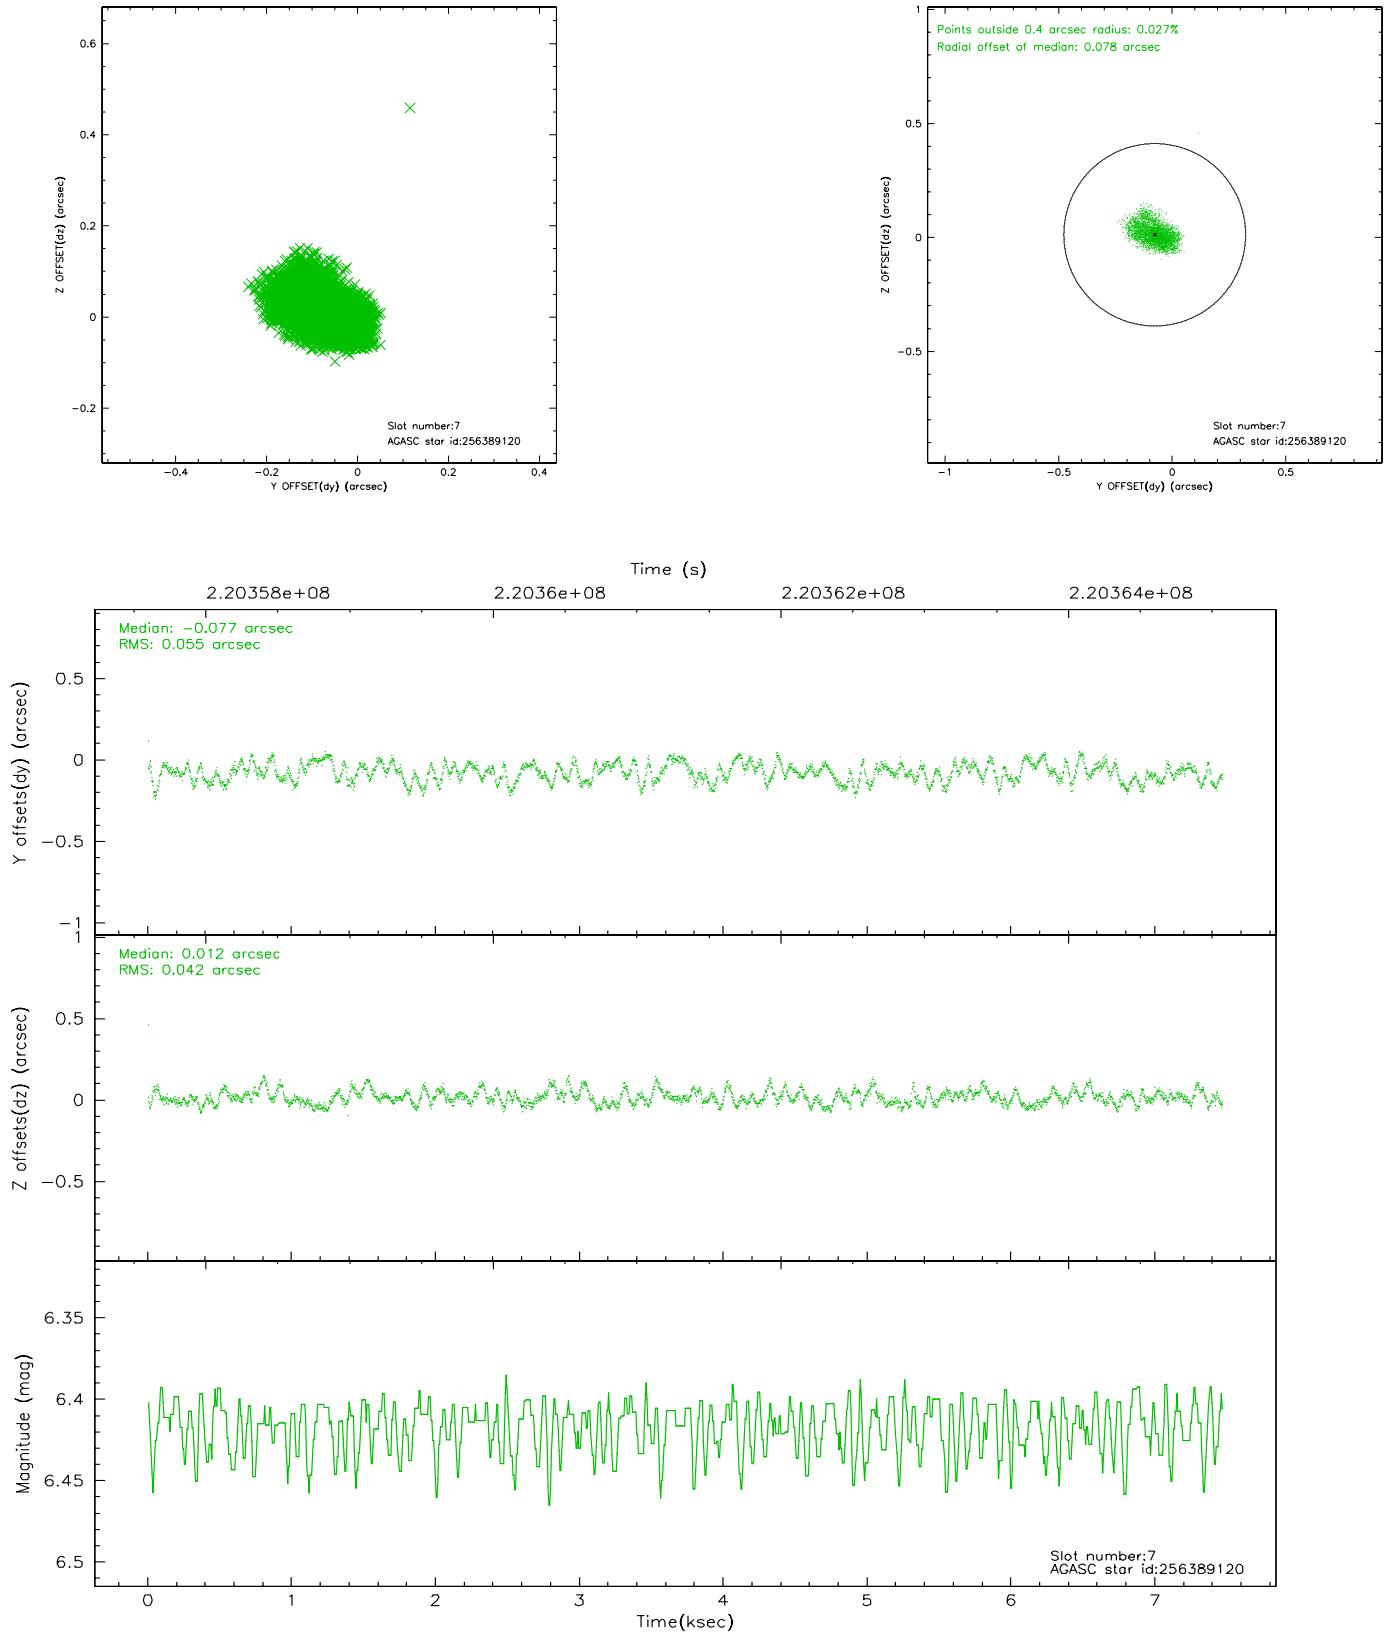 0.6
0.4
0.2
0
−0.2
Z OFFSET(dz) (arcsec)
Slot number:7
AGASC star id:256389120
−0.4 −0.2 0 0.2 0.4
Y OFFSET(dy) (arcsec)
Points outside 0.4 arcsec radius: 0.027%
Radial offset of median: 0.078 arcsec
1
0.5
0
−0.5
Z OFFSET(dz) (arcsec)
Slot number:7
AGASC star id:256389120
−1 −0.5 0 0.5
Y OFFSET(dy) (arcsec)
Time (s)
2.20358e+08 2.2036e+08 2.20362e+08 2.20364e+08
Median: −0.077 arcsec
RMS: 0.055 arcsec
0.5
0
−0.5
−1
Y offsets(dy) (arcsec)
Median: 0.012 arcsec
RMS: 0.042 arcsec
1
0.5
0
−0.5
Z offsets(dz) (arcsec)
6.35
6.4
6.45
6.5
Magnitude (mag)
Slot number:7
AGASC star id:256389120
0 1 2 3 4 5 6 7
Time(ksec)